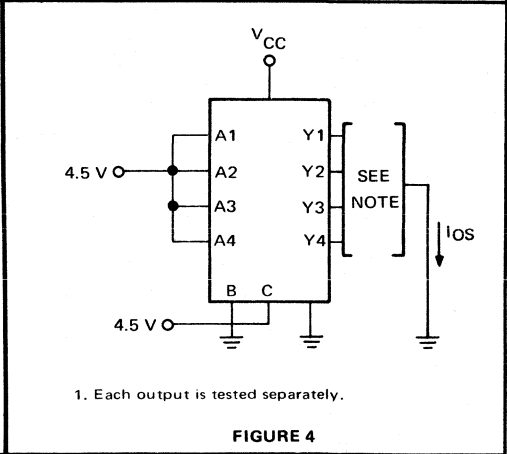 VCC
A1 Y1
4.5 V A2 Y2 SEE
A3 Y3 NOTE
A4 Y4 IOS
B C
4.5 V
1. Each output is tested separately.
FIGURE 4